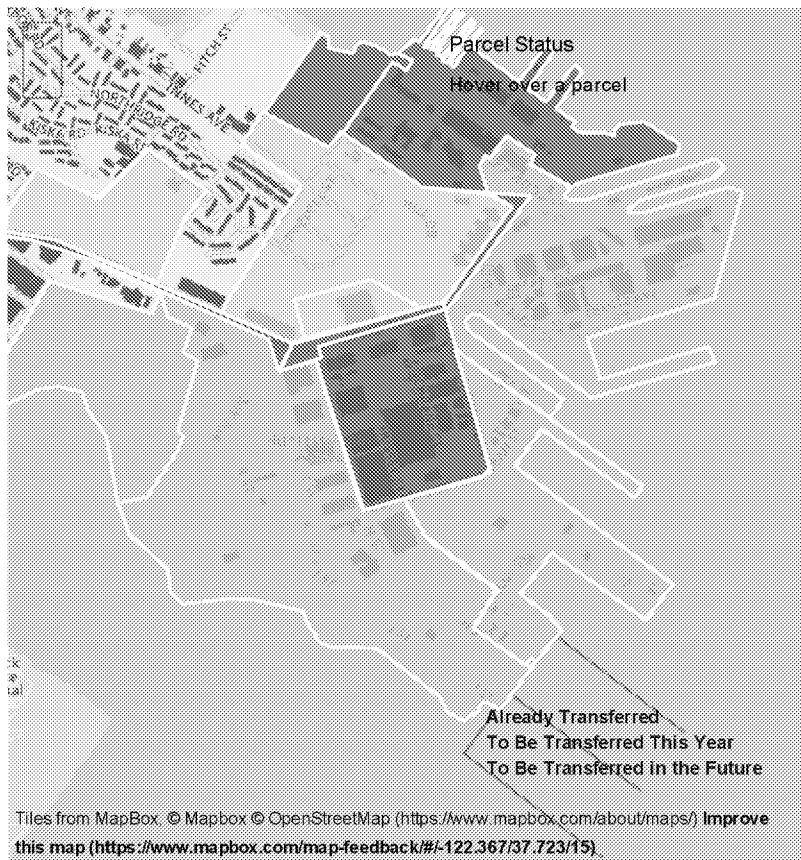 FITCH ST
Parcel Status
Hover over a parcel
INNES AVE
NORTHRIDGE RD
KISKA RD
KISKA R
Already Transferred
To Be Transferred This Year
To Be Transferred in the Future
Tiles from MapBox, © Mapbox © OpenStreetMap (https://www.mapbox.com/about/maps/) Improve
this map (https://www.mapbox.com/map-feedback/#/-122.367/37.723/15)